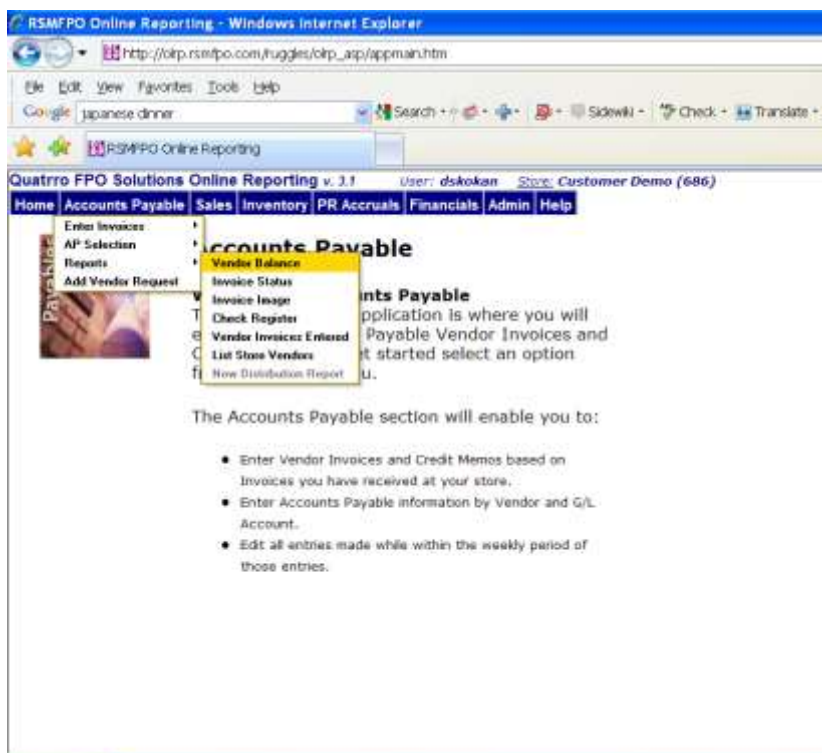 RSMFPO Online Reporting - Windows Internet Explorer
http://olrp.rsmfpo.com/ruggles/olrp_asp/appmain.htm
File Edit View Favorites Tools Help
Google japanese dinner Search Sidewiki Check Translate
RSMFPO Online Reporting
Quatrro FPO Solutions Online Reporting v. 3.1 User: dskokan Store: Customer Demo (686)
Home Accounts Payable Sales Inventory PR Accruals Financials Admin Help
Enter Invoices
AP Selection
Reports
Add Vendor Request
Payables
Accounts Payable
Vendor Balance
Invoice Status
Invoice Image
Check Register
Vendor Invoices Entered
List Store Vendors
New Distribution Report
unts Payable
pplication is where you will
Payable Vendor Invoices and
t started select an option
u.
The Accounts Payable section will enable you to:
• Enter Vendor Invoices and Credit Memos based on
Invoices you have received at your store.
• Enter Accounts Payable information by Vendor and G/L
Account.
• Edit all entries made while within the weekly period of
those entries.